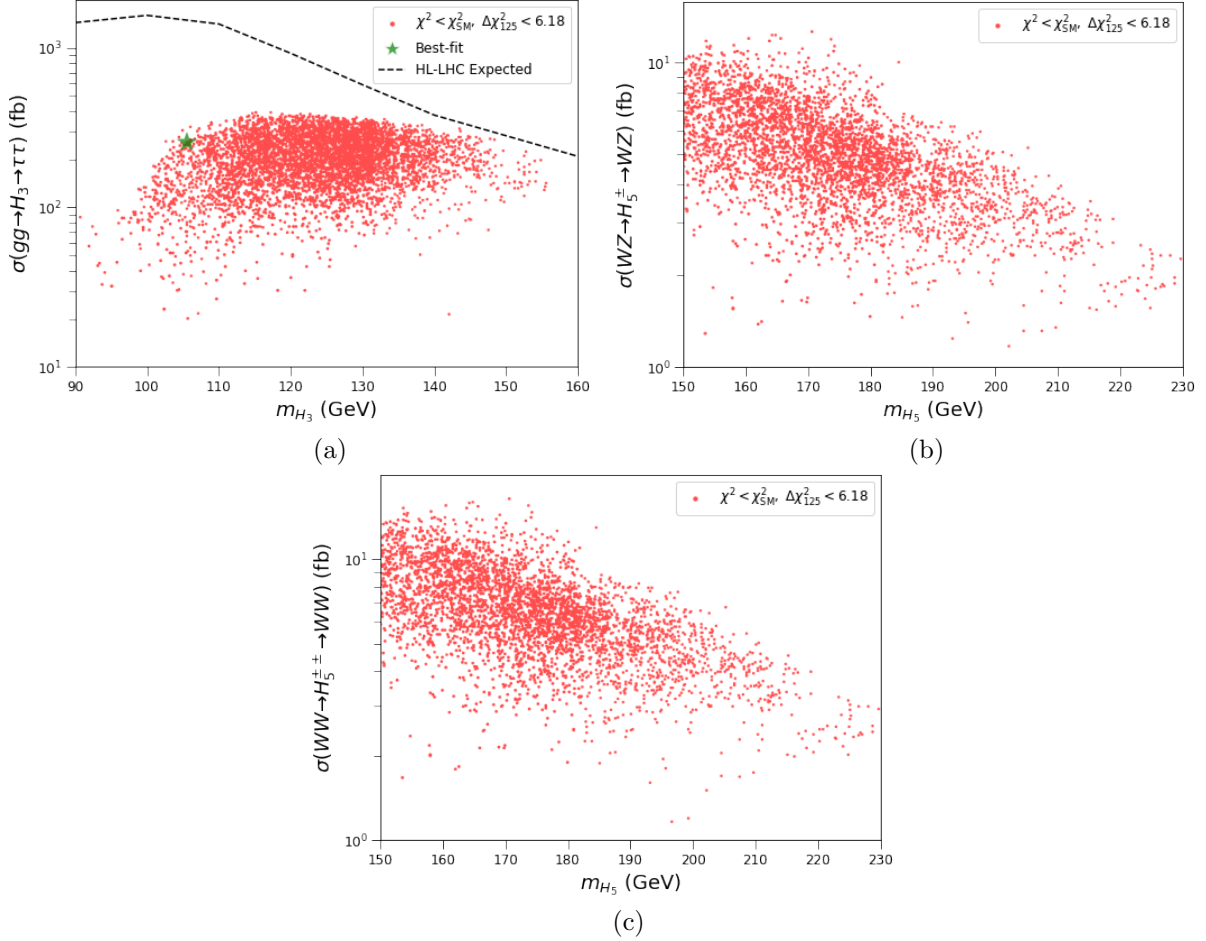 σ(gg→H₃→ττ) (fb)
10³
10²
10¹
χ² < χ²_SM, Δχ²₁₂₅ < 6.18
Best-fit
HL-LHC Expected
90 100 110 120 130 140 150 160
m_H₃ (GeV)
(a)
σ(WZ→H₅^±→WZ) (fb)
10¹
10⁰
χ² < χ²_SM, Δχ²₁₂₅ < 6.18
150 160 170 180 190 200 210 220 230
m_H₅ (GeV)
(b)
σ(WW→H₅^±±→WW) (fb)
10¹
10⁰
χ² < χ²_SM, Δχ²₁₂₅ < 6.18
150 160 170 180 190 200 210 220 230
m_H₅ (GeV)
(c)